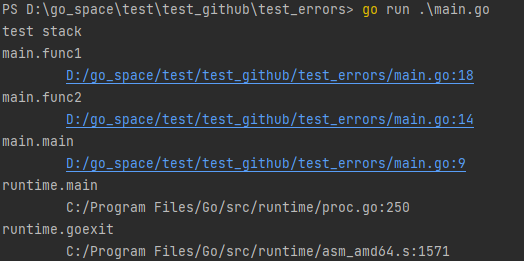 PS D:\go_space\test\test_github\test_errors> go run .\main.go
test stack
main.func1
        D:/go_space/test/test_github/test_errors/main.go:18
main.func2
        D:/go_space/test/test_github/test_errors/main.go:14
main.main
        D:/go_space/test/test_github/test_errors/main.go:9
runtime.main
        C:/Program Files/Go/src/runtime/proc.go:250
runtime.goexit
        C:/Program Files/Go/src/runtime/asm_amd64.s:1571